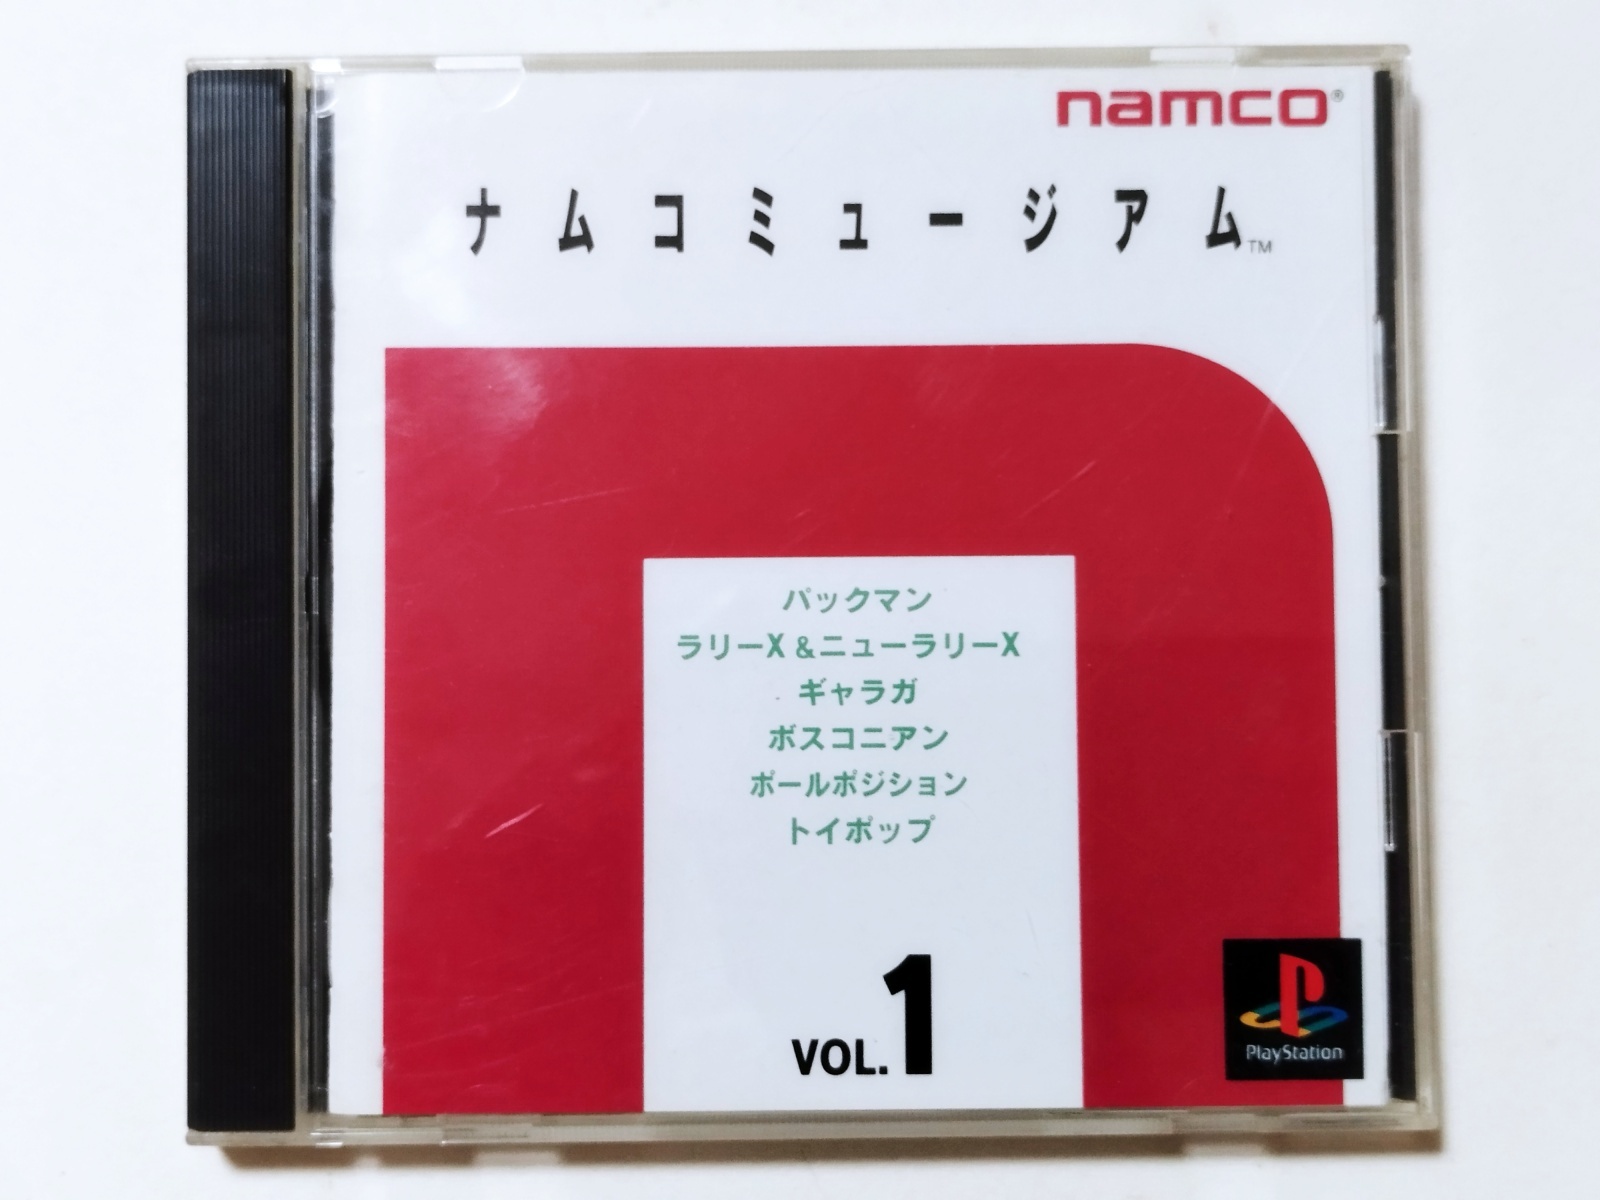 namco®
ナムコミュージアム™
パックマン
ラリーX&ニューラリーX
ギャラガ
ボスコニアン
ポールポジション
トイポップ
VOL.1
PlayStation